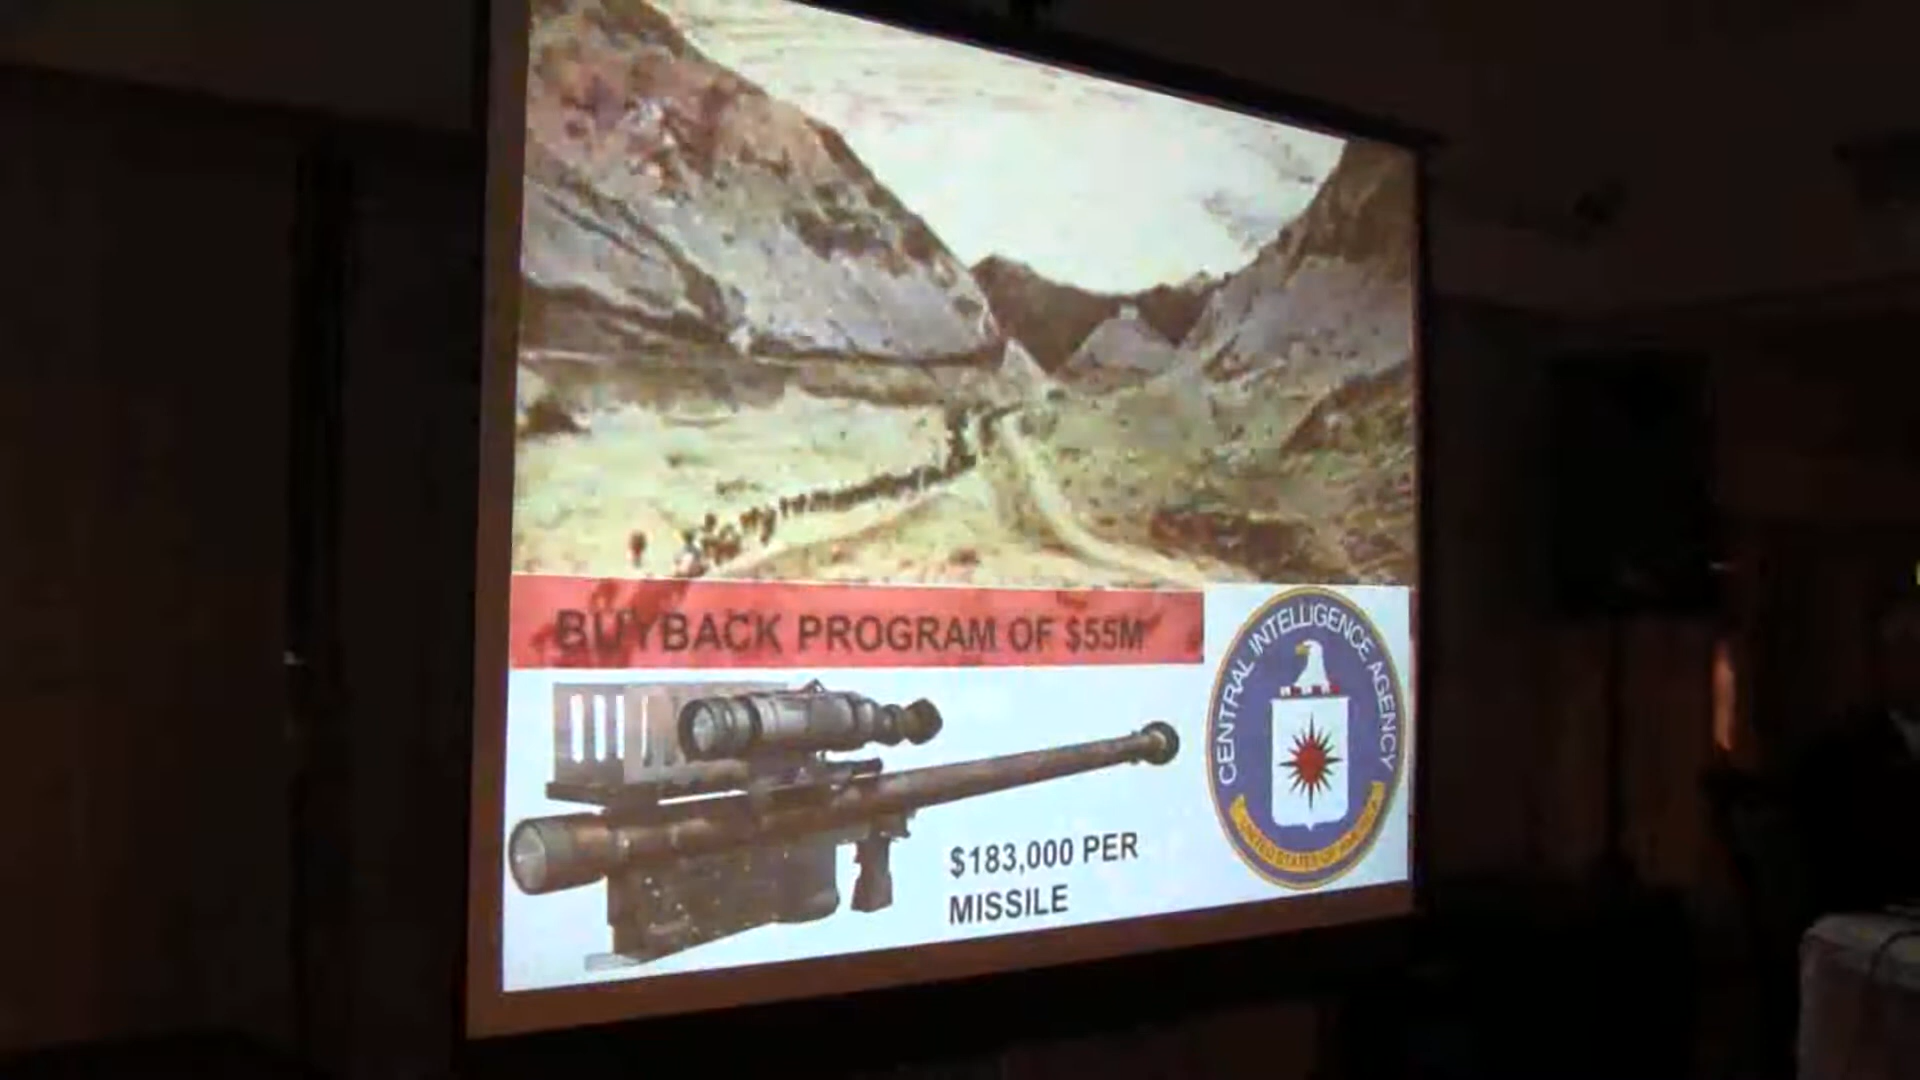 BUYBACK PROGRAM OF $55M
CENTRAL INTELLIGENCE AGENCY
UNITED STATES OF AMERICA
$183,000 PER
MISSILE